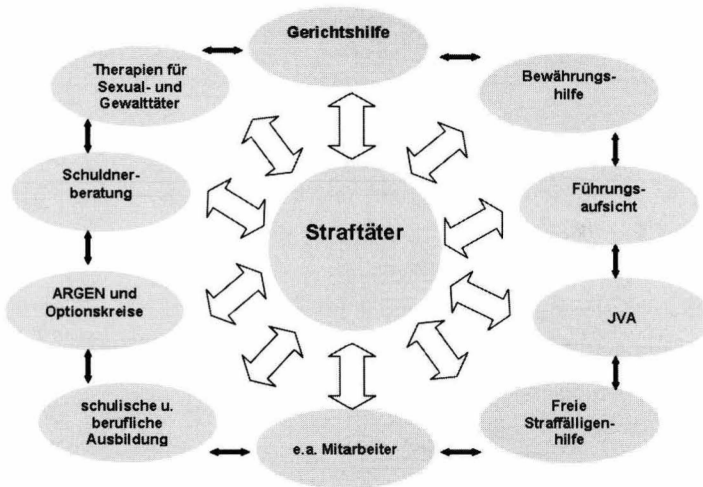 Gerichtshilfe
Therapien für
Sexual- und
Gewalttäter
Bewährungs-
hilfe
Schuldner-
beratung
Führungs-
aufsicht
Straftäter
ARGEN und
Optionskreise
JVA
schulische u.
berufliche
Ausbildung
e.a. Mitarbeiter
Freie
Straffälligen-
hilfe